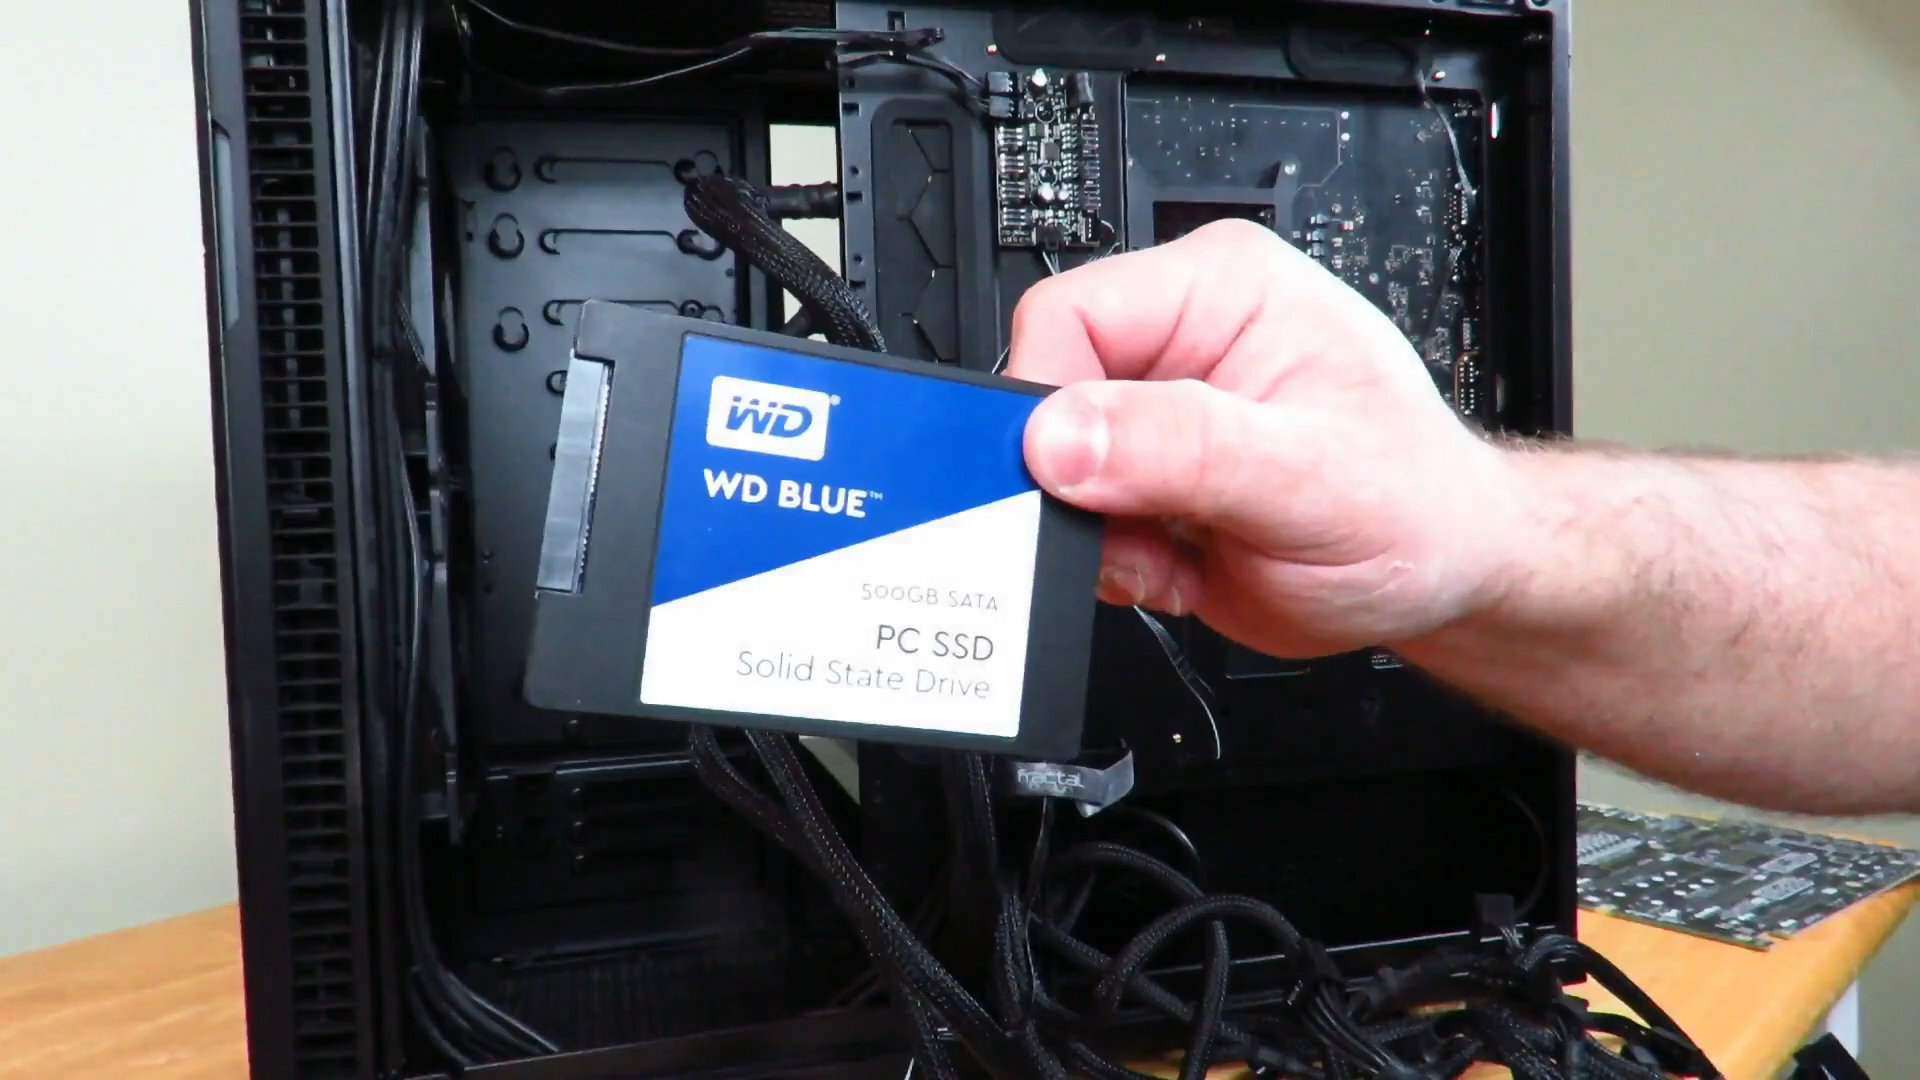 WD®
WD BLUE™
500GB SATA
PC SSD
Solid State Drive
fractal